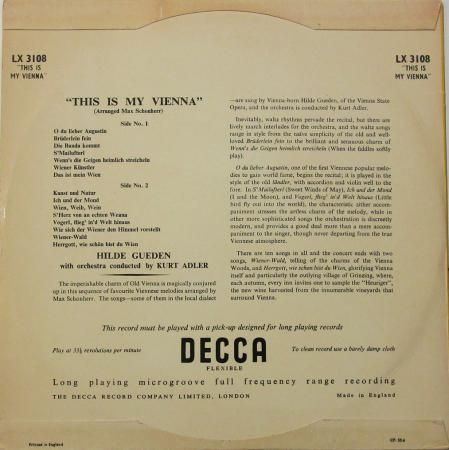 LX 3108
"THIS IS
MY VIENNA"
LX 3108
"THIS IS
MY VIENNA"
"THIS IS MY VIENNA"
(Arranged Max Schonherr)
Side No. 1
O du lieber Augustin
Brüderlein fein
Die Banda kommt
S'Mailufterl
Wenn's die Geigen heimlich streicheln
Wiener Künstler
Das ist mein Wien
Side No. 2
Kunst und Natur
Ich und der Mond
Wien, Weib, Wein
S'Herz von an echten Weana
Vogerl, flieg' in'd Welt hinaus
Wie sich der Wiener den Himmel vorstellt
Wiener-Wald
Herrgott, wie schön bist du Wien
HILDE GUEDEN
with orchestra conducted by KURT ADLER
The imperishable charm of Old Vienna is magically conjured
up in this sequence of favourite Viennese melodies arranged by
Max Schonherr. The songs—some of them in the local dialect
—are sung by Vienna-born Hilde Gueden, of the Vienna State
Opera, and the orchestra is conducted by Kurt Adler.
Inevitably, waltz rhythms pervade the recital, but there are
lively march interludes for the orchestra, and the waltz songs
range in style from the naive simplicity of the old and well-
loved Brüderlein fein to the brilliant and sensuous charm of
Wenn's die Geigen heimlich streicheln (When the fiddles softly
play).
O du lieber Augustin, one of the first Viennese popular melo-
dies to gain world fame, begins the recital; it is played in the
style of the old ländler, with accordion and violin well to the
fore. In S'Mailufterl (Sweet Winds of May), Ich und der Mond
(I and the Moon), and Vogerl, flieg' in'd Welt hinaus (Little
bird fly out into the world), the characteristic zither accompani-
ment stresses the artless charm of the melody, while in
other more sophisticated songs the orchestration is discreetly
modern, and provides a good deal more than a mere accom-
paniment to the singer, though never departing from the true
Viennese atmosphere.
There are ten songs in all and the concert ends with two
songs, Wiener-Wald, telling of the charms of the Vienna
Woods, and Herrgott, wie schön bist du Wien, glorifying Vienna
itself and particularly the outlying village of Grinzing, where,
each autumn, every inn invites one to sample the "Heuriger",
the new wine harvested from the innumerable vineyards that
surround Vienna.
This record must be played with a pick-up designed for long playing records
Play at 33⅓ revolutions per minute
DECCA
FLEXIBLE
To clean record use a barely damp cloth
Long playing microgroove full frequency range recording
THE DECCA RECORD COMPANY LIMITED, LONDON
Made in England
Printed in England